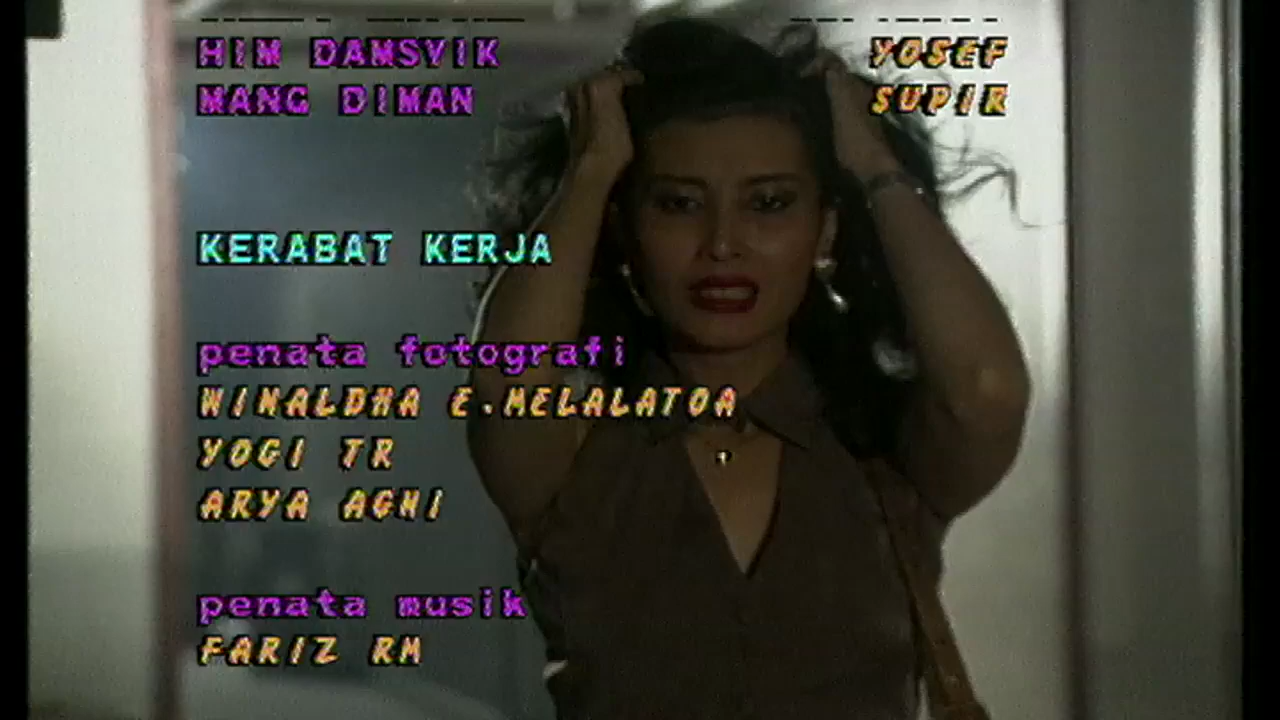 HIM DAMSVIK YOSEF
MANG DIMAN SUPIR
KERABAT KERJA
penata fotografi
WINALDHA E.MELALATOA
YOGI TR
ARYA AGNI
penata musik
FARIZ RM